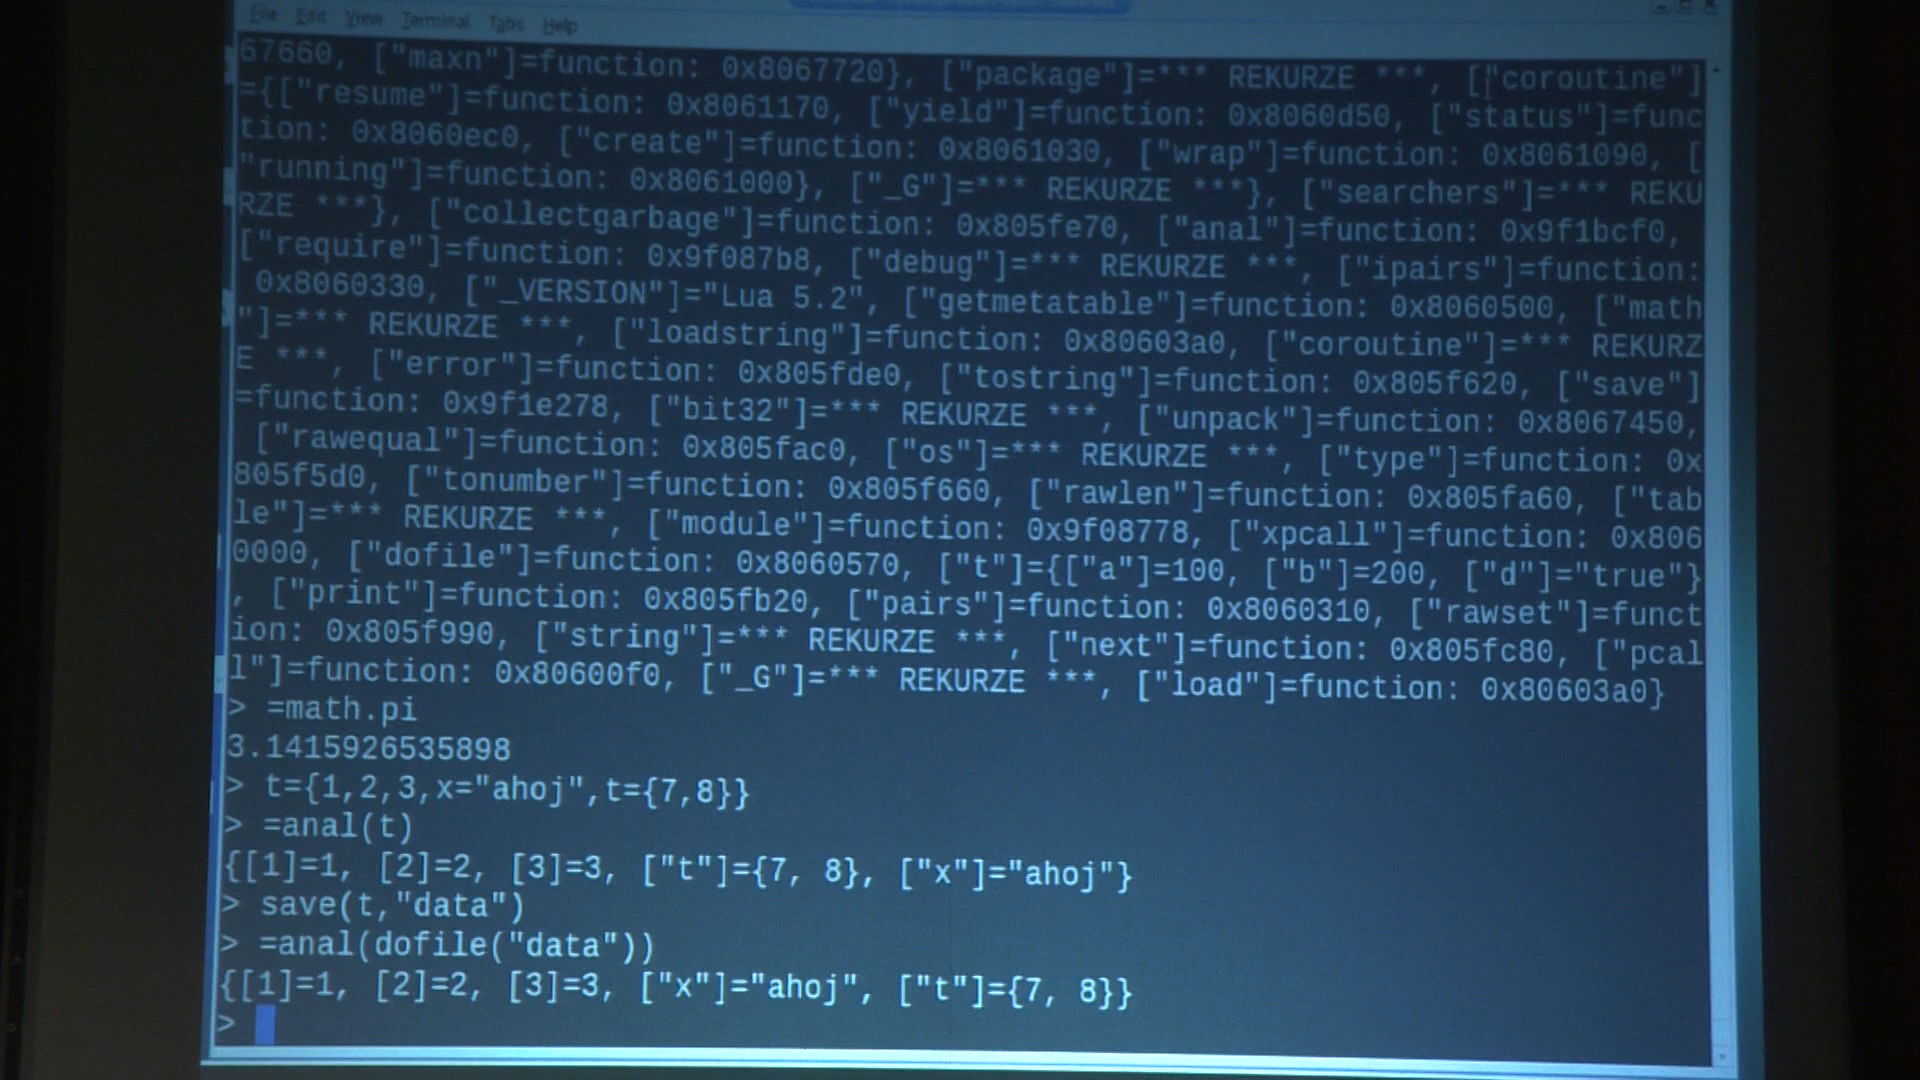 File Edit View Terminal Tabs Help
67660, ["maxn"]=function: 0x8067720}, ["package"]=*** REKURZE ***, ["coroutine"]
={["resume"]=function: 0x8061170, ["yield"]=function: 0x8060d50, ["status"]=func
tion: 0x8060ec0, ["create"]=function: 0x8061030, ["wrap"]=function: 0x8061090, [
"running"]=function: 0x8061000}, ["_G"]=*** REKURZE ***}, ["searchers"]=*** REKU
RZE ***}, ["collectgarbage"]=function: 0x805fe70, ["anal"]=function: 0x9f1bcf0,
["require"]=function: 0x9f087b8, ["debug"]=*** REKURZE ***, ["ipairs"]=function:
0x8060330, ["_VERSION"]="Lua 5.2", ["getmetatable"]=function: 0x8060500, ["math
"]=*** REKURZE ***, ["loadstring"]=function: 0x80603a0, ["coroutine"]=*** REKURZ
E ***, ["error"]=function: 0x805fde0, ["tostring"]=function: 0x805f620, ["save"]
=function: 0x9f1e278, ["bit32"]=*** REKURZE ***, ["unpack"]=function: 0x8067450,
["rawequal"]=function: 0x805fac0, ["os"]=*** REKURZE ***, ["type"]=function: 0x
805f5d0, ["tonumber"]=function: 0x805f660, ["rawlen"]=function: 0x805fa60, ["tab
le"]=*** REKURZE ***, ["module"]=function: 0x9f08778, ["xpcall"]=function: 0x806
0000, ["dofile"]=function: 0x8060570, ["t"]={["a"]=100, ["b"]=200, ["d"]="true"}
, ["print"]=function: 0x805fb20, ["pairs"]=function: 0x8060310, ["rawset"]=funct
ion: 0x805f990, ["string"]=*** REKURZE ***, ["next"]=function: 0x805fc80, ["pcal
l"]=function: 0x80600f0, ["_G"]=*** REKURZE ***, ["load"]=function: 0x80603a0}
> =math.pi
3.1415926535898
> t={1,2,3,x="ahoj",t={7,8}}
> =anal(t)
{[1]=1, [2]=2, [3]=3, ["t"]={7, 8}, ["x"]="ahoj"}
> save(t,"data")
> =anal(dofile("data"))
{[1]=1, [2]=2, [3]=3, ["x"]="ahoj", ["t"]={7, 8}}
>